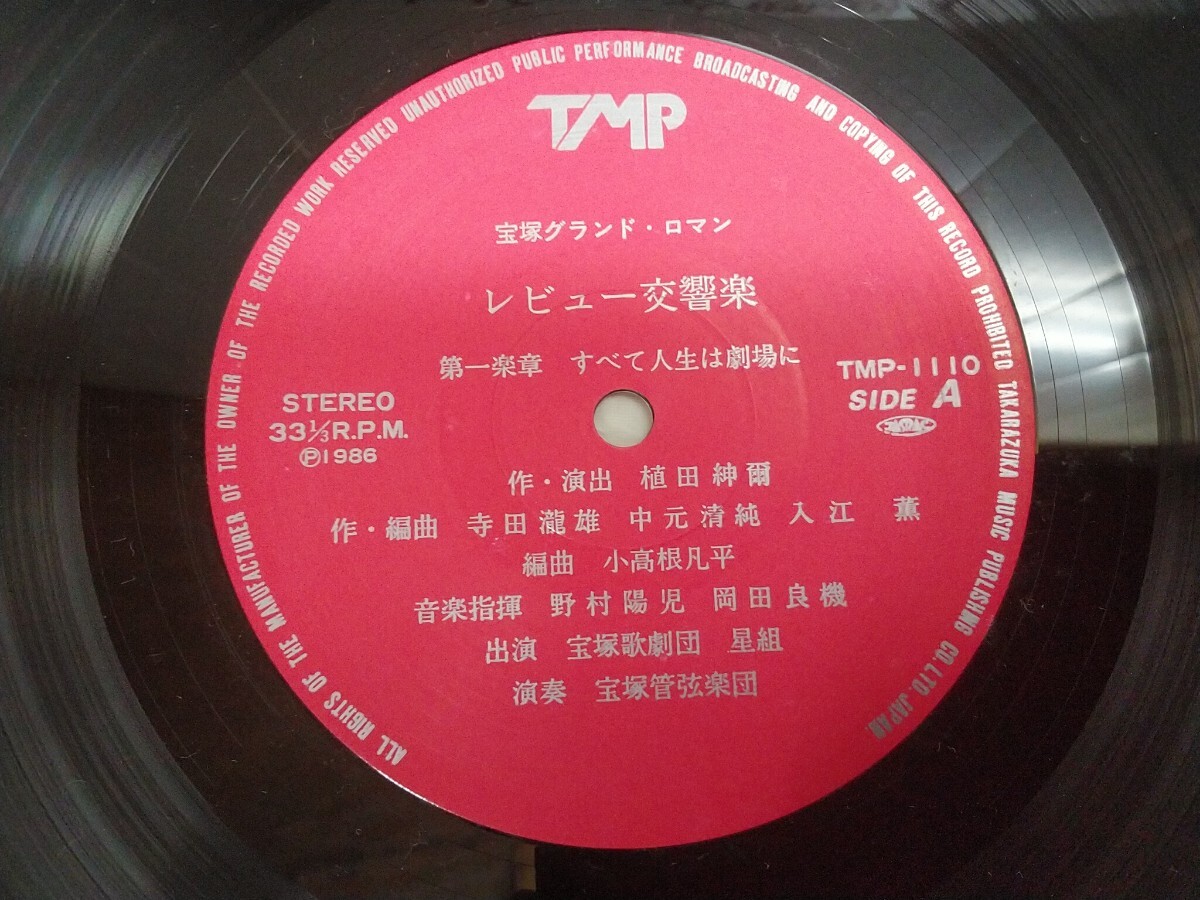 TMP
宝塚グランド・ロマン
レビュー交響楽
第一楽章 すべて人生は劇場に
TMP-1110
SIDE A
STEREO
33⅓R.P.M.
Ⓟ1986
作・演出 植田紳爾
作・編曲 寺田瀧雄 中元清純 入江 薫
編曲 小高根凡平
音楽指揮 野村陽児 岡田良機
出演 宝塚歌劇団 星組
演奏 宝塚管弦楽団
ALL RIGHTS OF THE MANUFACTURER OF THE OWNER OF THE RECORDED WORK RESERVED UNAUTHORIZED PUBLIC PERFORMANCE BROADCASTING AND COPYING OF THIS RECORD PROHIBITED TAKARAZUKA MUSIC PUBLISHING CO.LTD JAPAN.